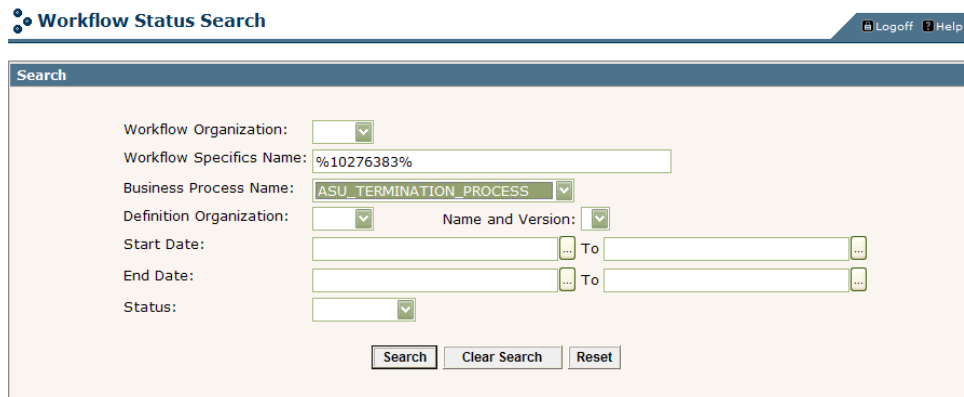 Workflow Status Search
Logoff Help
Search
Workflow Organization:
Workflow Specifics Name: %10276383%
Business Process Name: ASU_TERMINATION_PROCESS
Definition Organization: Name and Version:
Start Date: ... To ...
End Date: ... To ...
Status:
Search Clear Search Reset